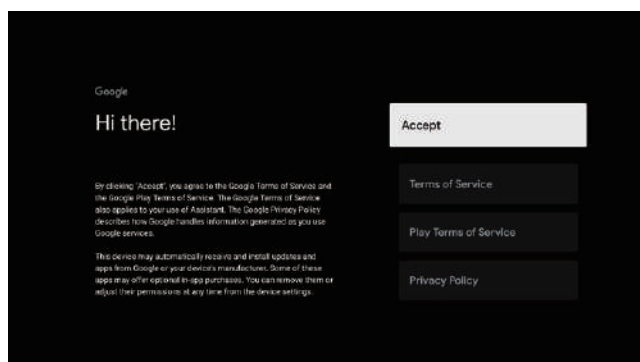 Google
Hi there!
Accept
By clicking "Accept", you agree to the Google Terms of Service and
the Google Play Terms of Service. The Google Terms of Service
also applies to your use of Assistant. The Google Privacy Policy
describes how Google handles information generated as you use
Google services.
This device may automatically receive and install updates and
apps from Google or your device's manufacturer. Some of these
apps may offer optional in-app purchases. You can remove them or
adjust their permissions at any time from the device settings.
Terms of Service
Play Terms of Service
Privacy Policy